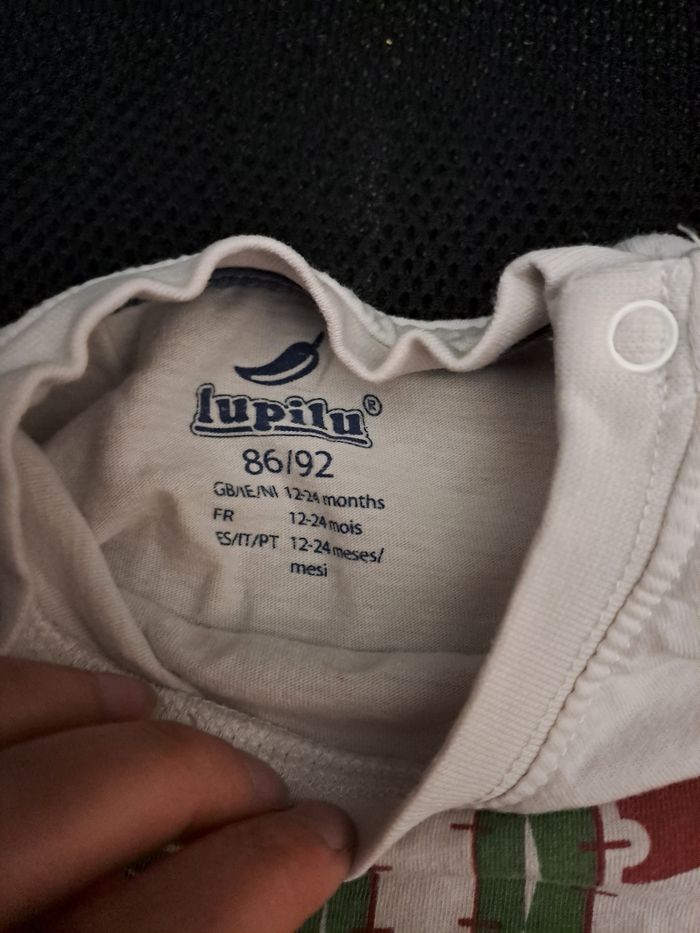 lupilu®
86/92
GB/IE/NI 12-24 months
FR 12-24 mois
ES/IT/PT 12-24 meses/
mesi